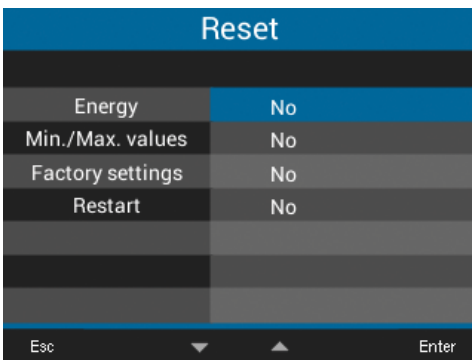 Reset
Energy No
Min./Max. values No
Factory settings No
Restart No
Esc Enter